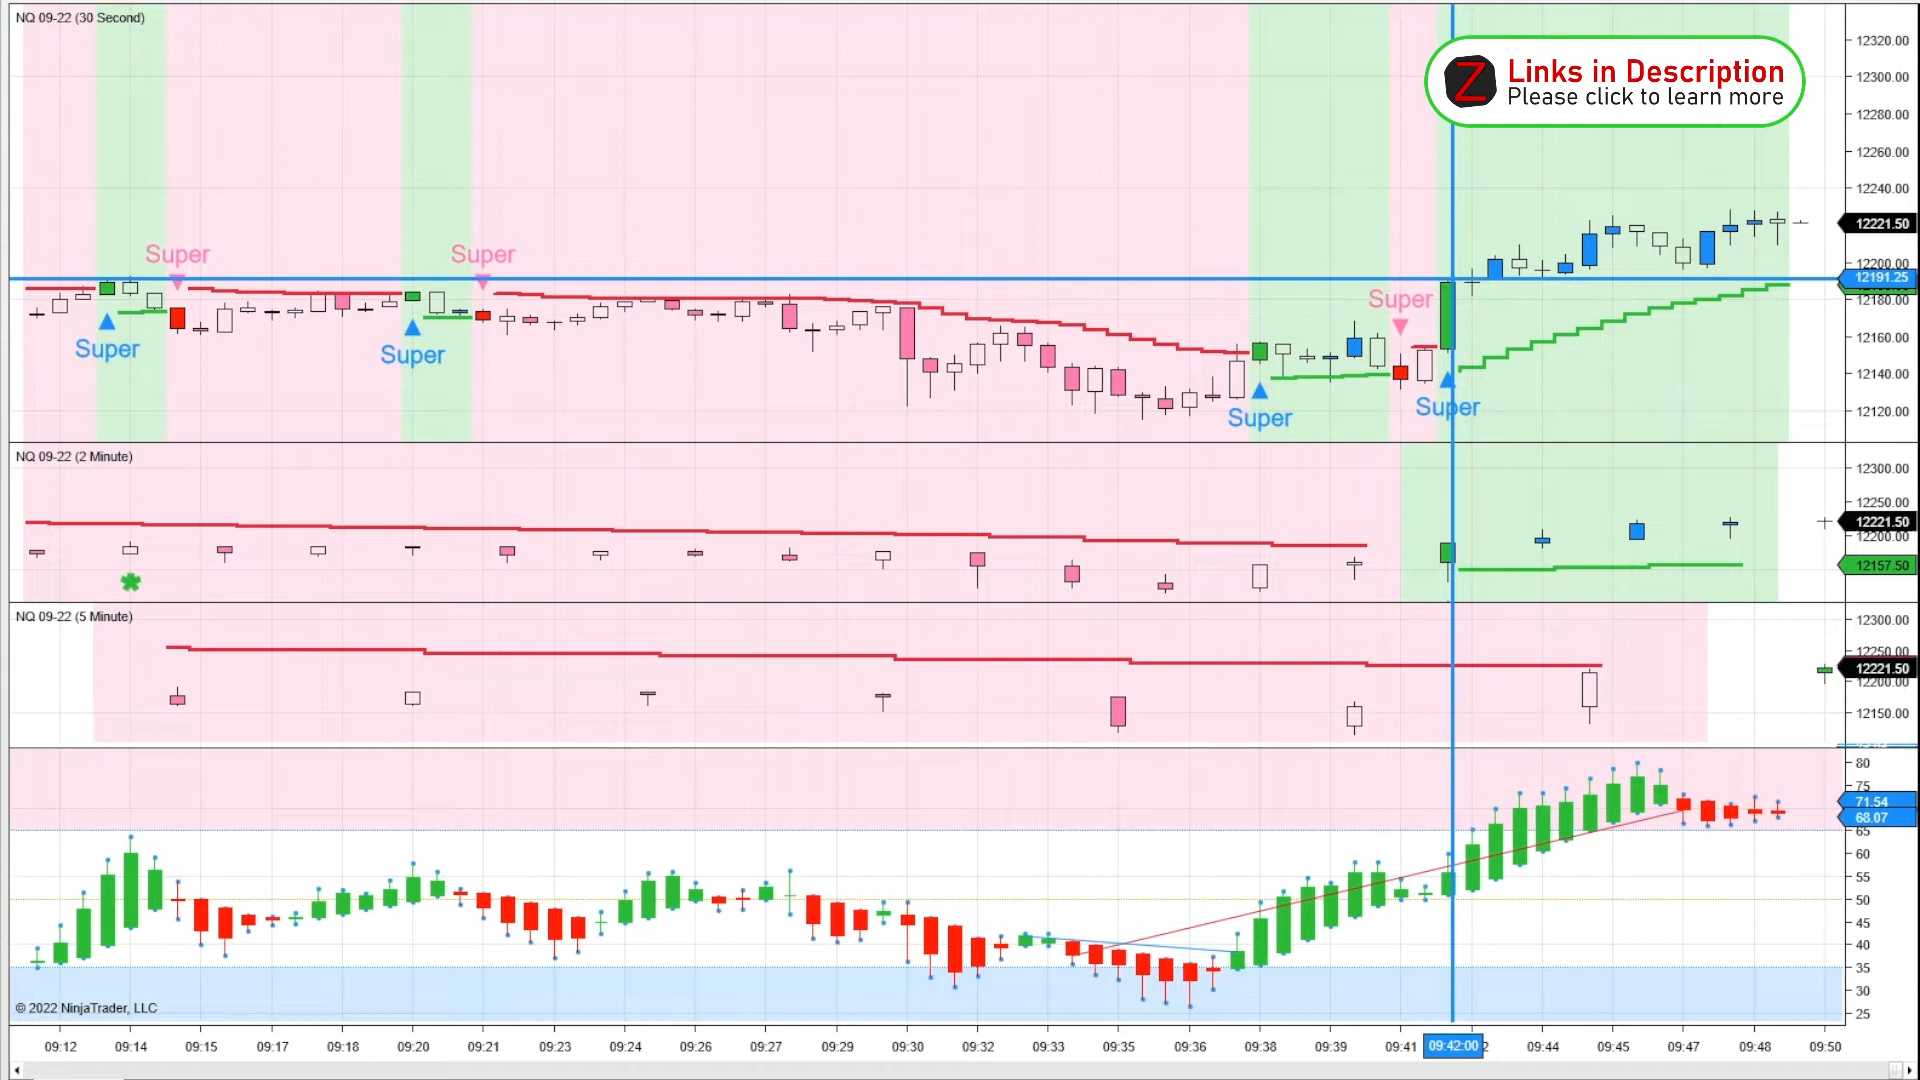 NQ 09-22 (30 Second)
12320.00
12300.00
12280.00
12260.00
12240.00
12221.50
12200.00
12191.25
12180.00
12160.00
12140.00
12120.00
Links in Description
Please click to learn more
Super
Super
Super
Super
Super
Super
Super
NQ 09-22 (2 Minute)
12300.00
12250.00
12221.50
12200.00
12157.50
NQ 09-22 (5 Minute)
12300.00
12250.00
12221.50
12200.00
12150.00
80
75
71.54
68.07
65
60
55
50
45
40
35
30
25
© 2022 NinjaTrader, LLC
09:12 09:14 09:15 09:17 09:18 09:20 09:21 09:23 09:24 09:26 09:27 09:29 09:30 09:32 09:33 09:35 09:36 09:38 09:39 09:41 09:42:00 09:44 09:45 09:47 09:48 09:50